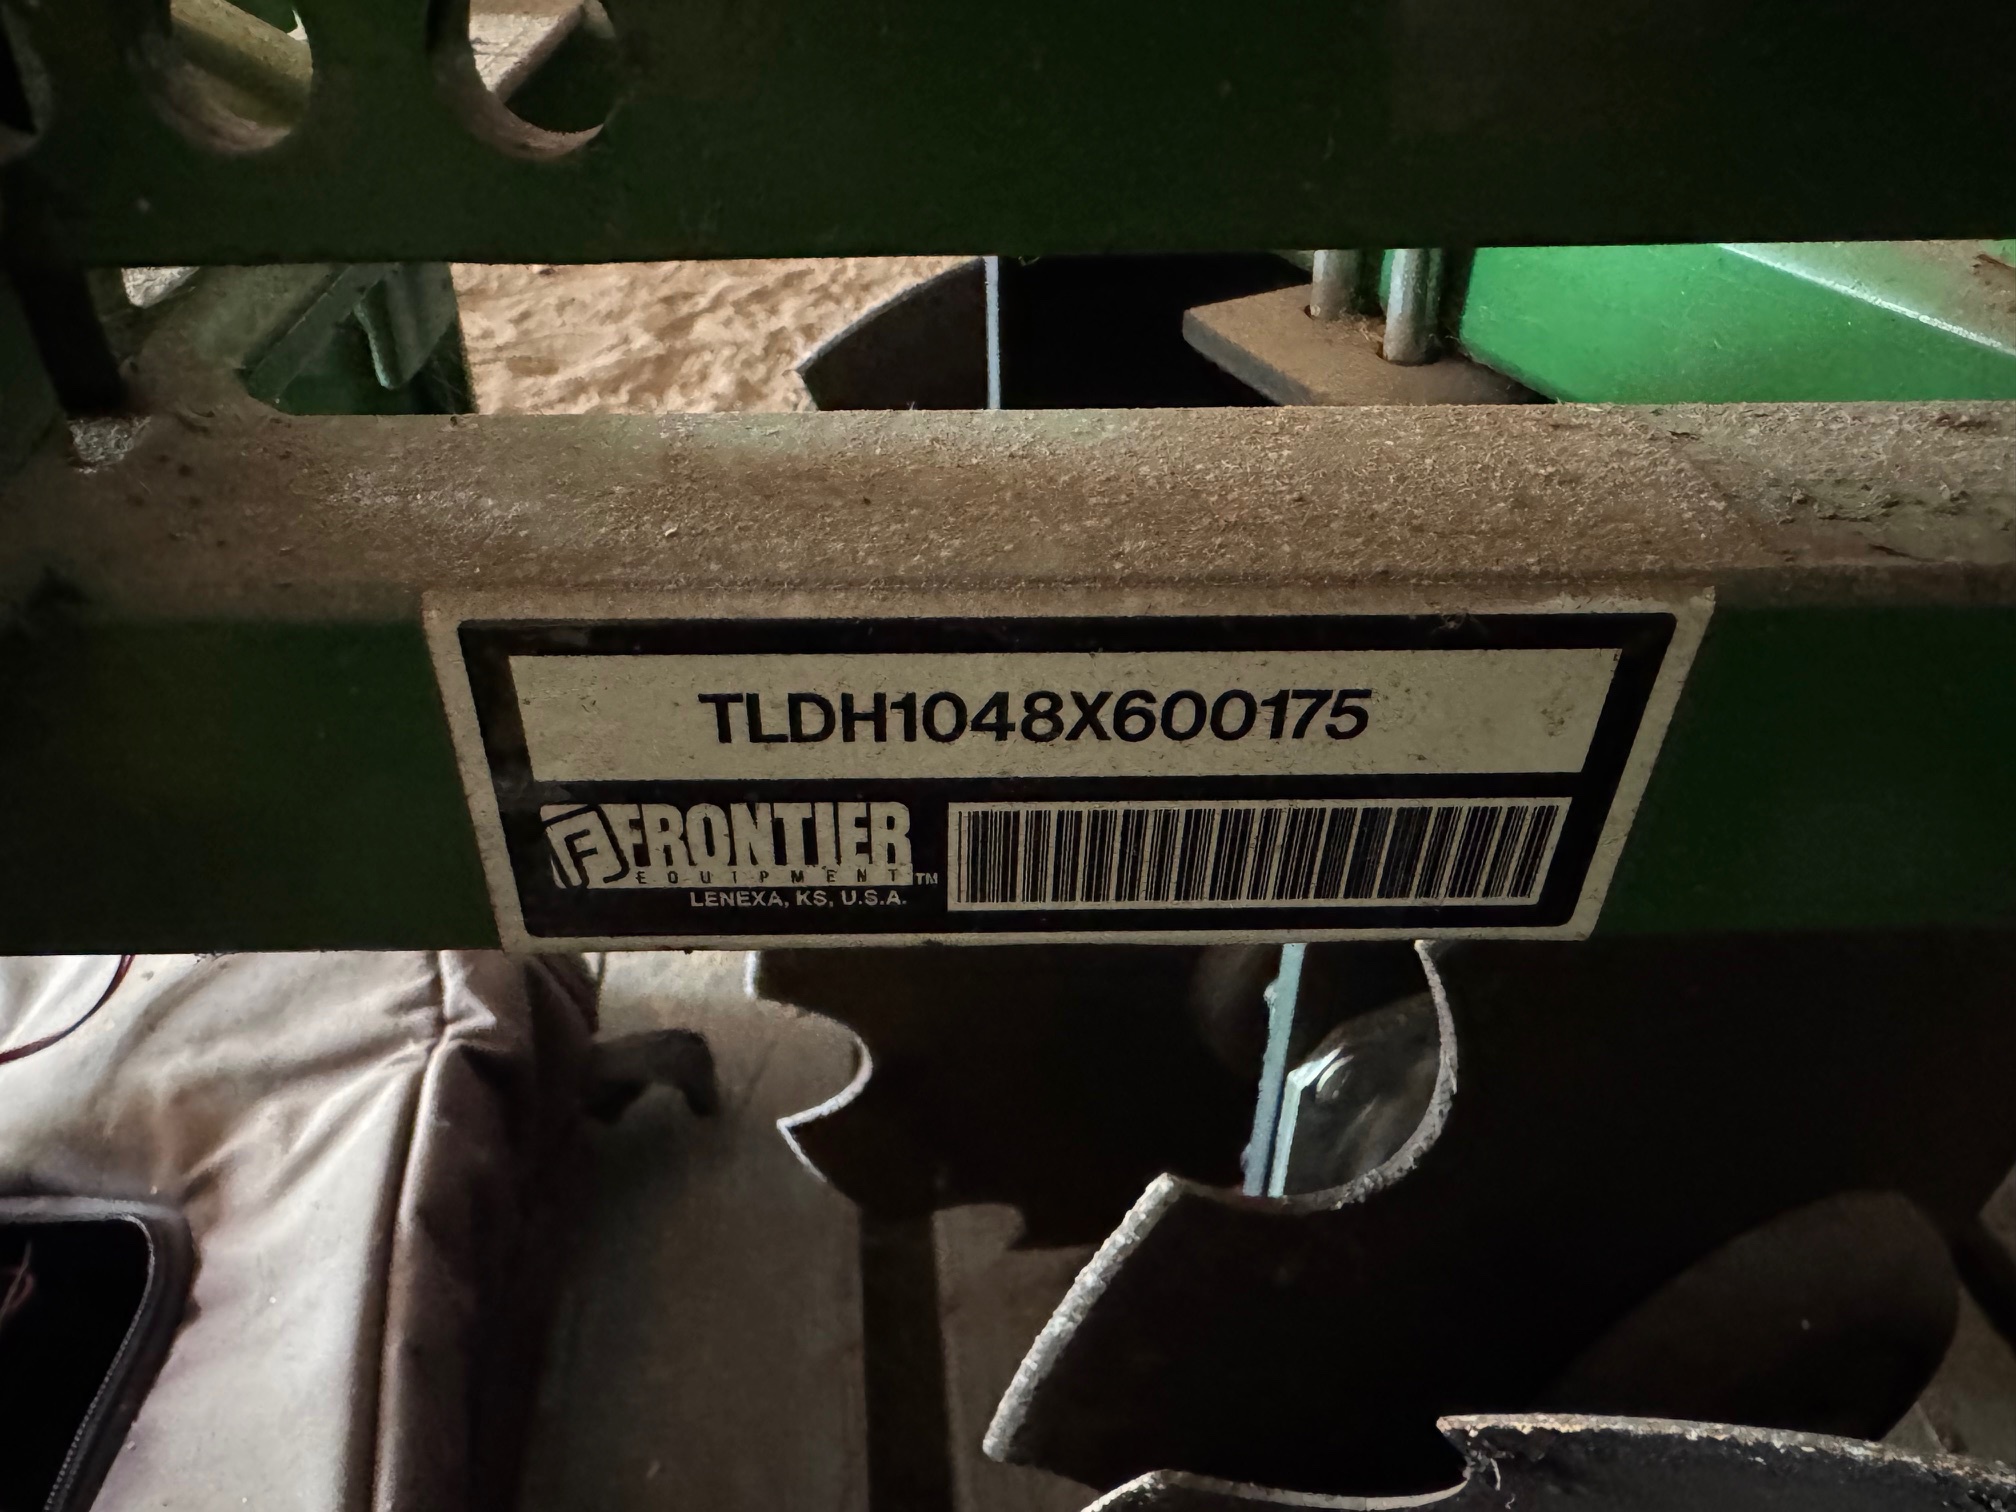 TLDH1048X600175
F FRONTIER
EQUIPMENT TM
LENEXA, KS, U.S.A.